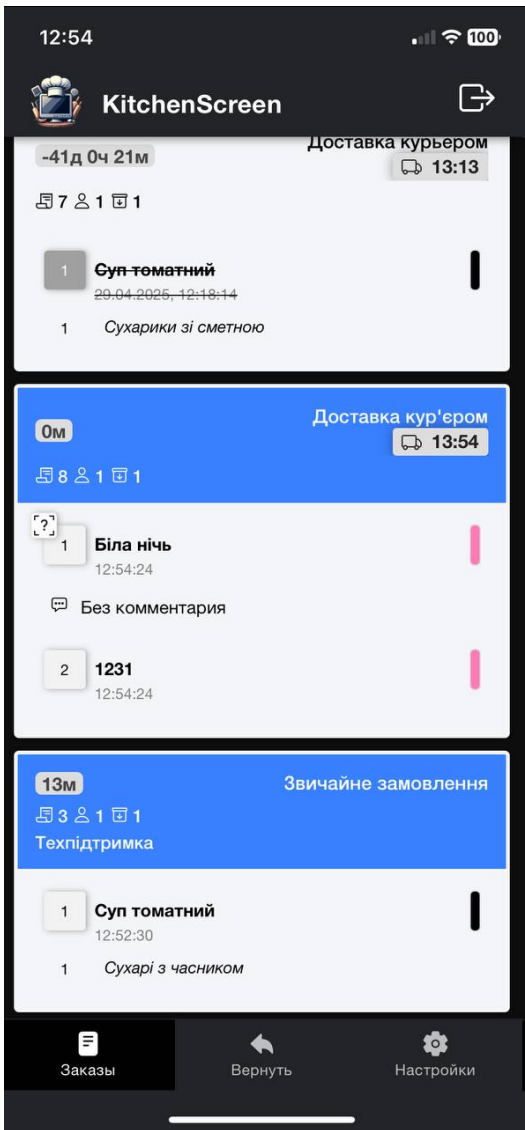 12:54
100
KitchenScreen
Доставка курьером
-41д 0ч 21м
13:13
7 1 1
1 Суп томатний
29.04.2025, 12:18:14
1 Сухарики зі сметною
Доставка кур'єром
0м
13:54
8 1 1
[?]
1 Біла нічь
12:54:24
Без комментария
2 1231
12:54:24
13м Звичайне замовлення
3 1 1
Техпідтримка
1 Суп томатний
12:52:30
1 Сухарі з часником
Заказы Вернуть Настройки